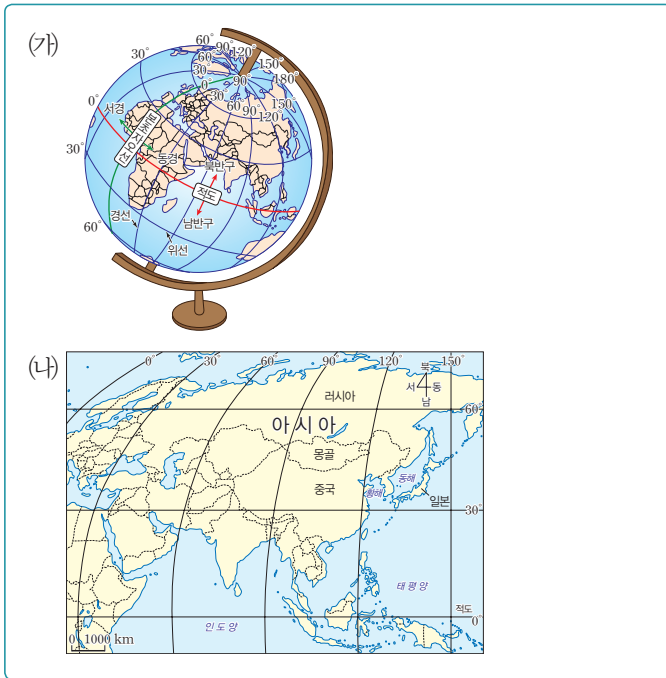 (가)
60°
90°
120°
30°
60°
150°
30°
180°
0°
90°
0°
30°
60°
90°
120°
150°
서경
본초 자오선
30°
동경
북반구
적도
경선
남반구
60°
위선
(나)
0°
30°
60°
90°
120°
150°
북
서
동
남
러시아
60°
아시아
몽골
중국
동해
황해
일본
30°
태평양
적도
0°
인도양
0 1000 km